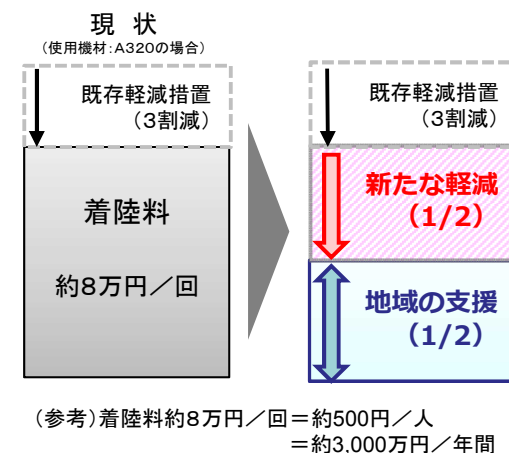 現 状
(使用機材:A320の場合)
既存軽減措置
(3割減)
着陸料
約8万円/回
既存軽減措置
(3割減)
新たな軽減
(1/2)
地域の支援
(1/2)
(参考)着陸料約8万円/回=約500円/人
=約3,000万円/年間